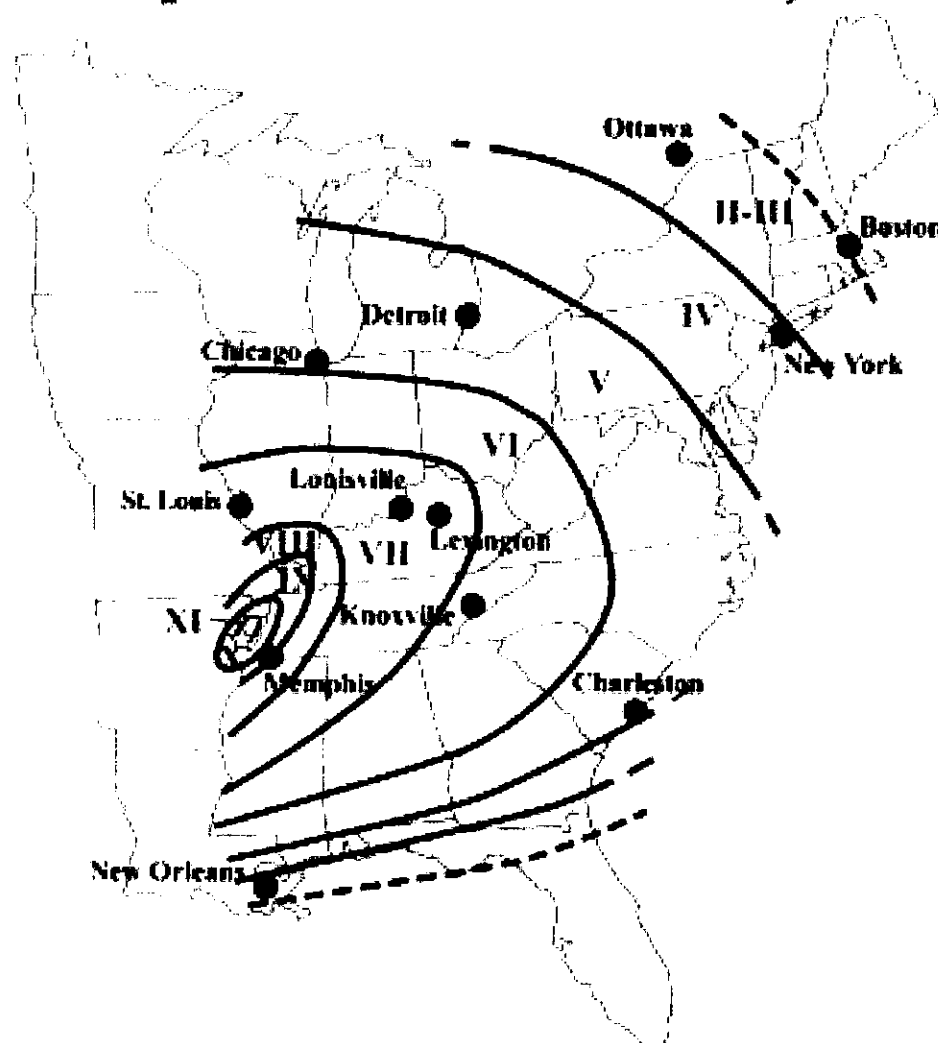 Ottawa
II-III
Boston
Detroit
IV
Chicago
New York
V
VI
Louisville
St. Louis
Lexington
VIII
VII
IX
XI
Knoxville
Memphis
Charleston
New Orleans